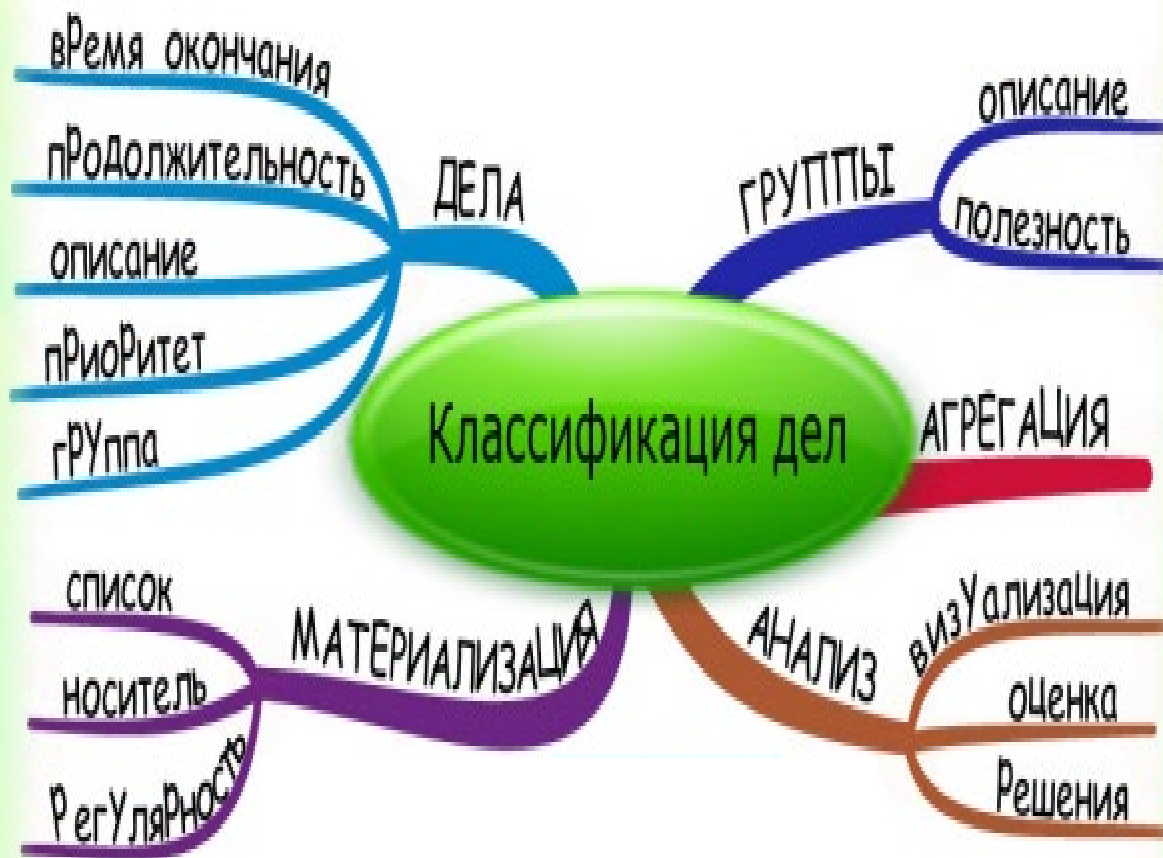 Классификация дел
ДЕЛА
вРемя окончания
пРодолжительность
описание
пРиоРитет
гРУппа
ГРУППЫ
описание
полезность
АГРЕГАЦИЯ
АНАЛИЗ
визУализаЦия
оЦенка
Решения
МАТЕРИАЛИЗАЦИЯ
список
носитель
РегУляРность